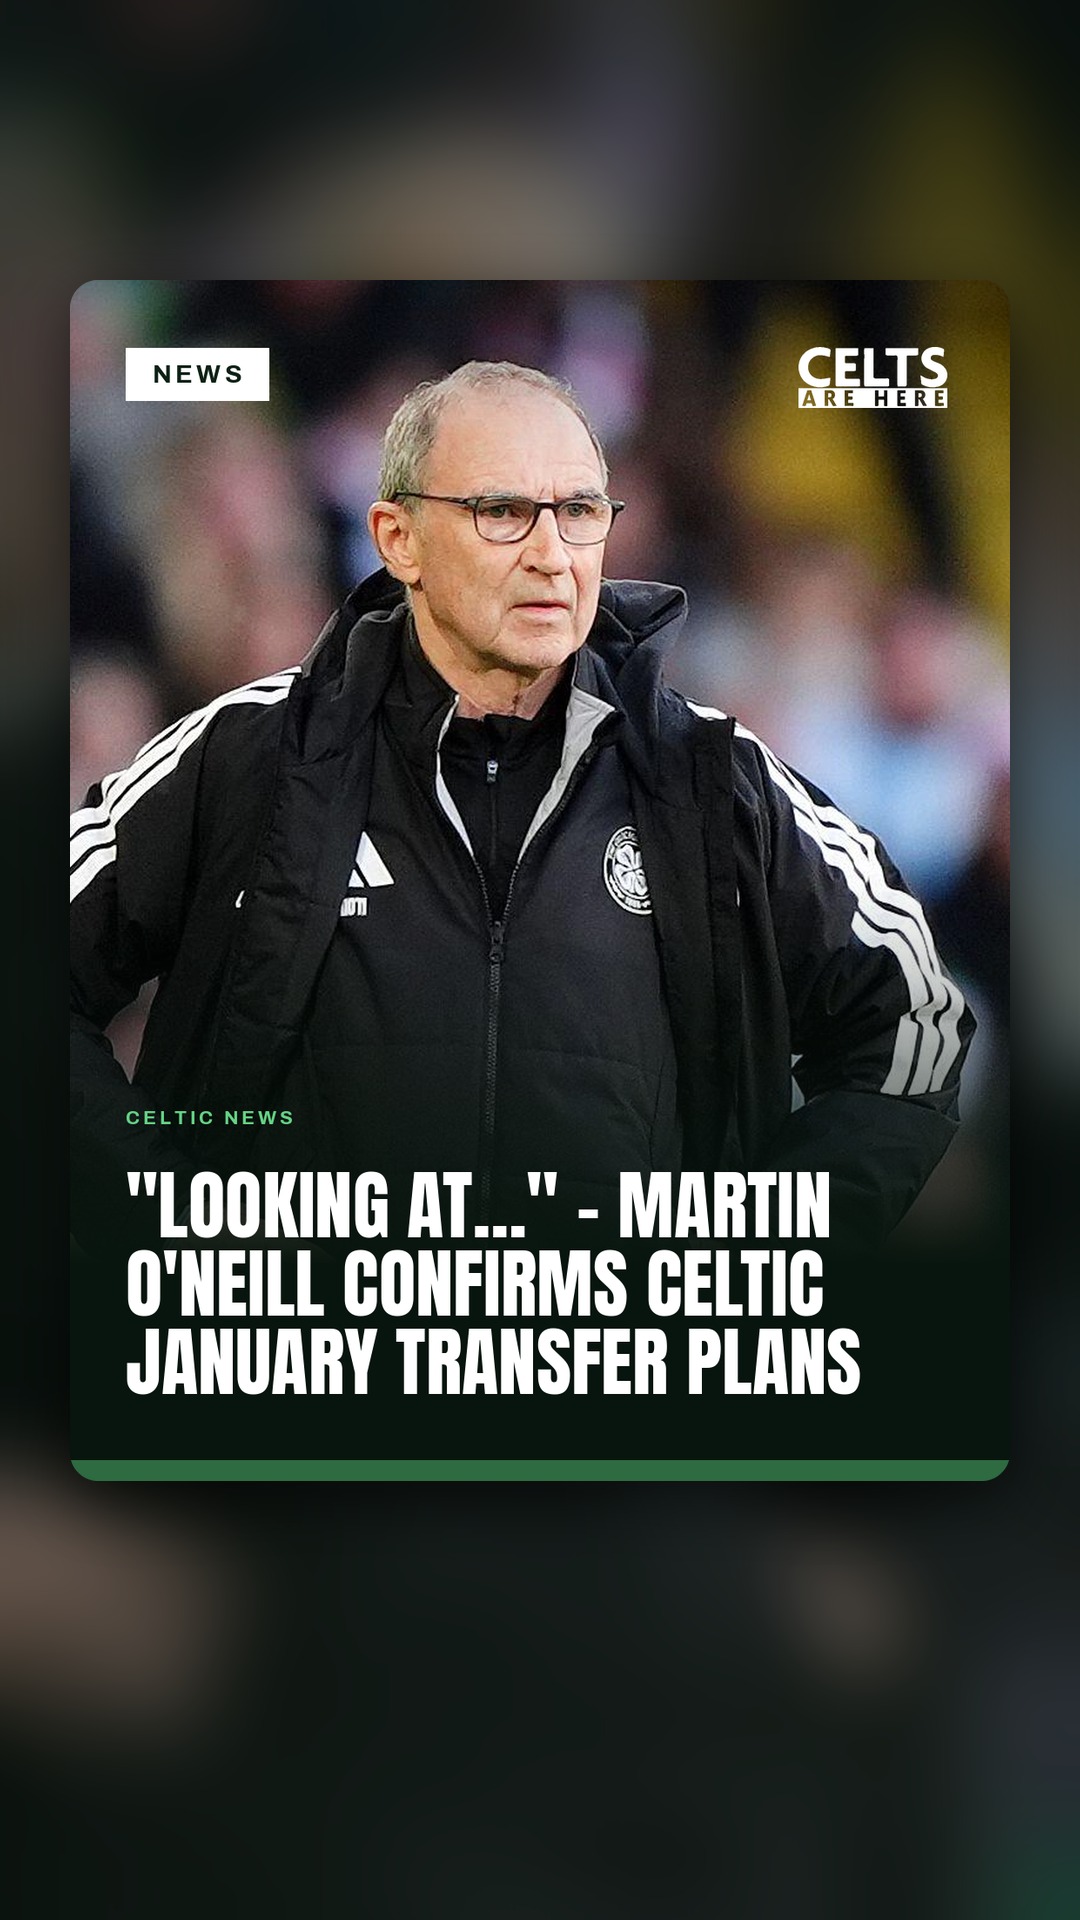 NEWS
CELTS
ARE HERE
CELTIC NEWS
"LOOKING AT..." - MARTIN
O'NEILL CONFIRMS CELTIC
JANUARY TRANSFER PLANS